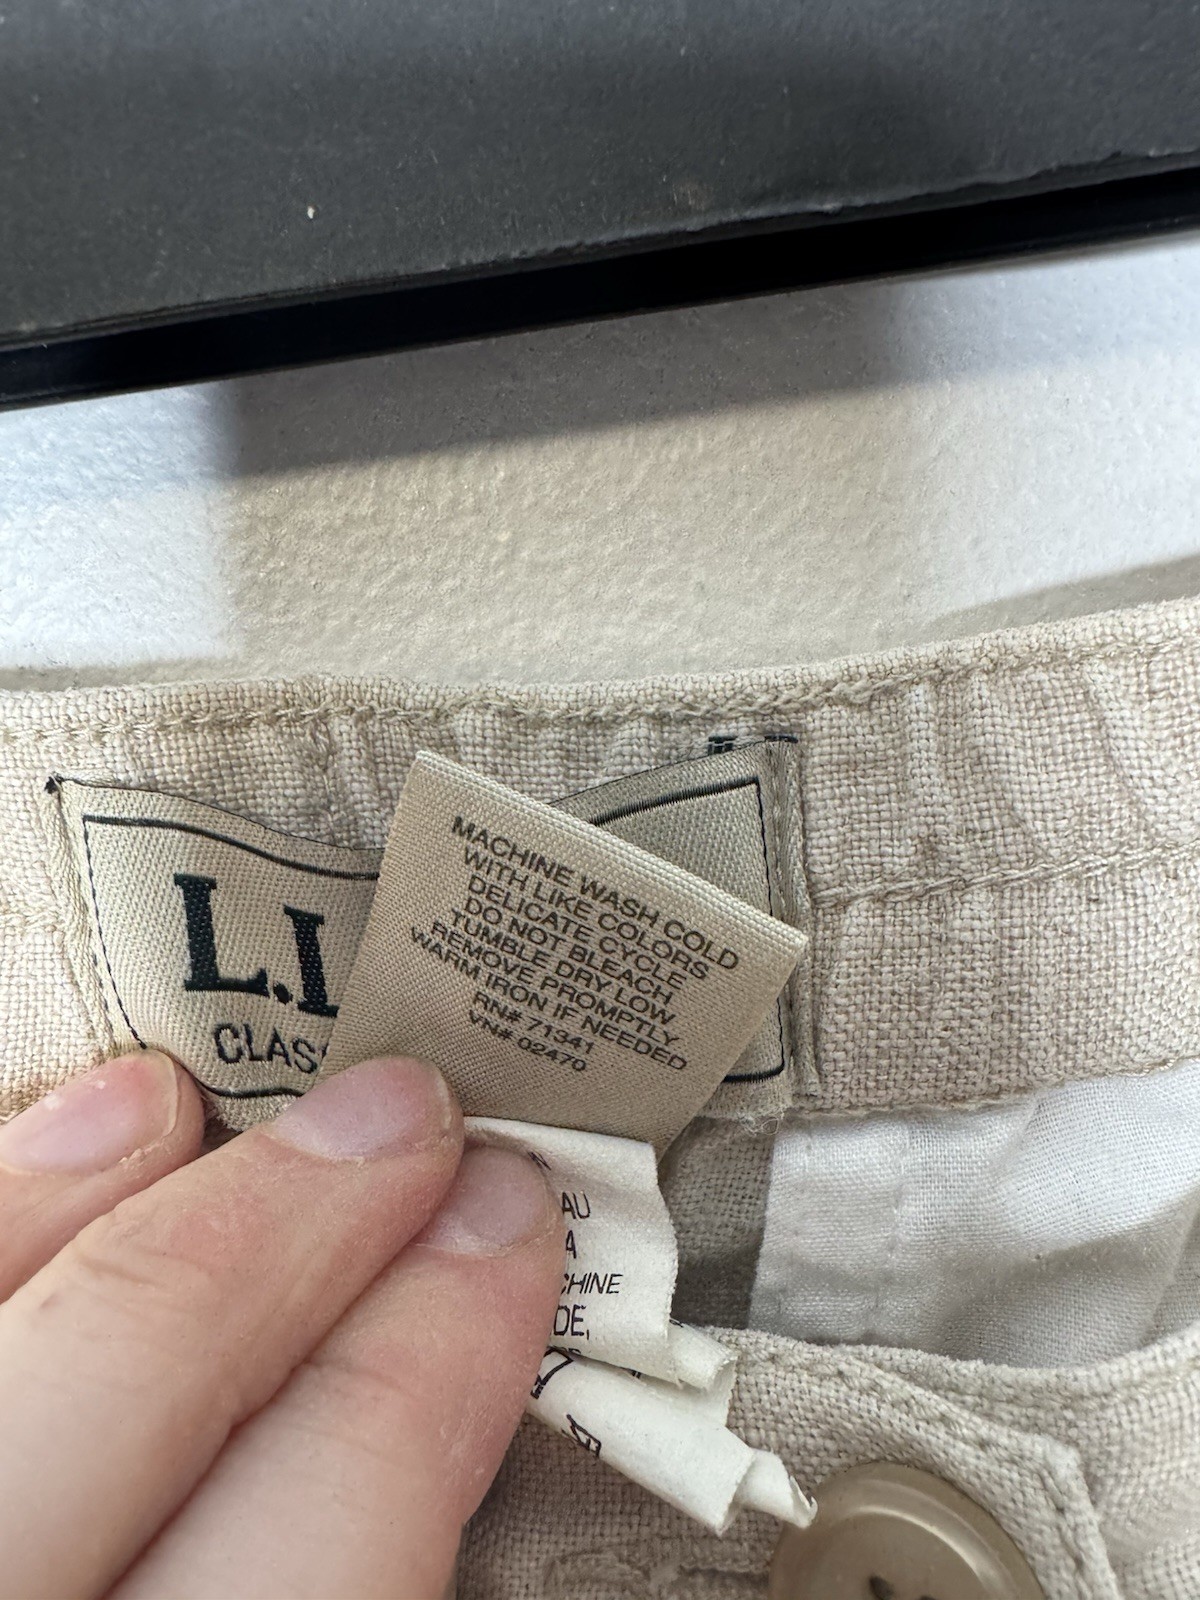 L.L
CLASS
MACHINE WASH COLD
WITH LIKE COLORS
DELICATE CYCLE
DO NOT BLEACH
TUMBLE DRY LOW,
REMOVE PROMPTLY
WARM IRON IF NEEDED
RN# 71341
VN# 02470
AU
A
CHINE
DE,